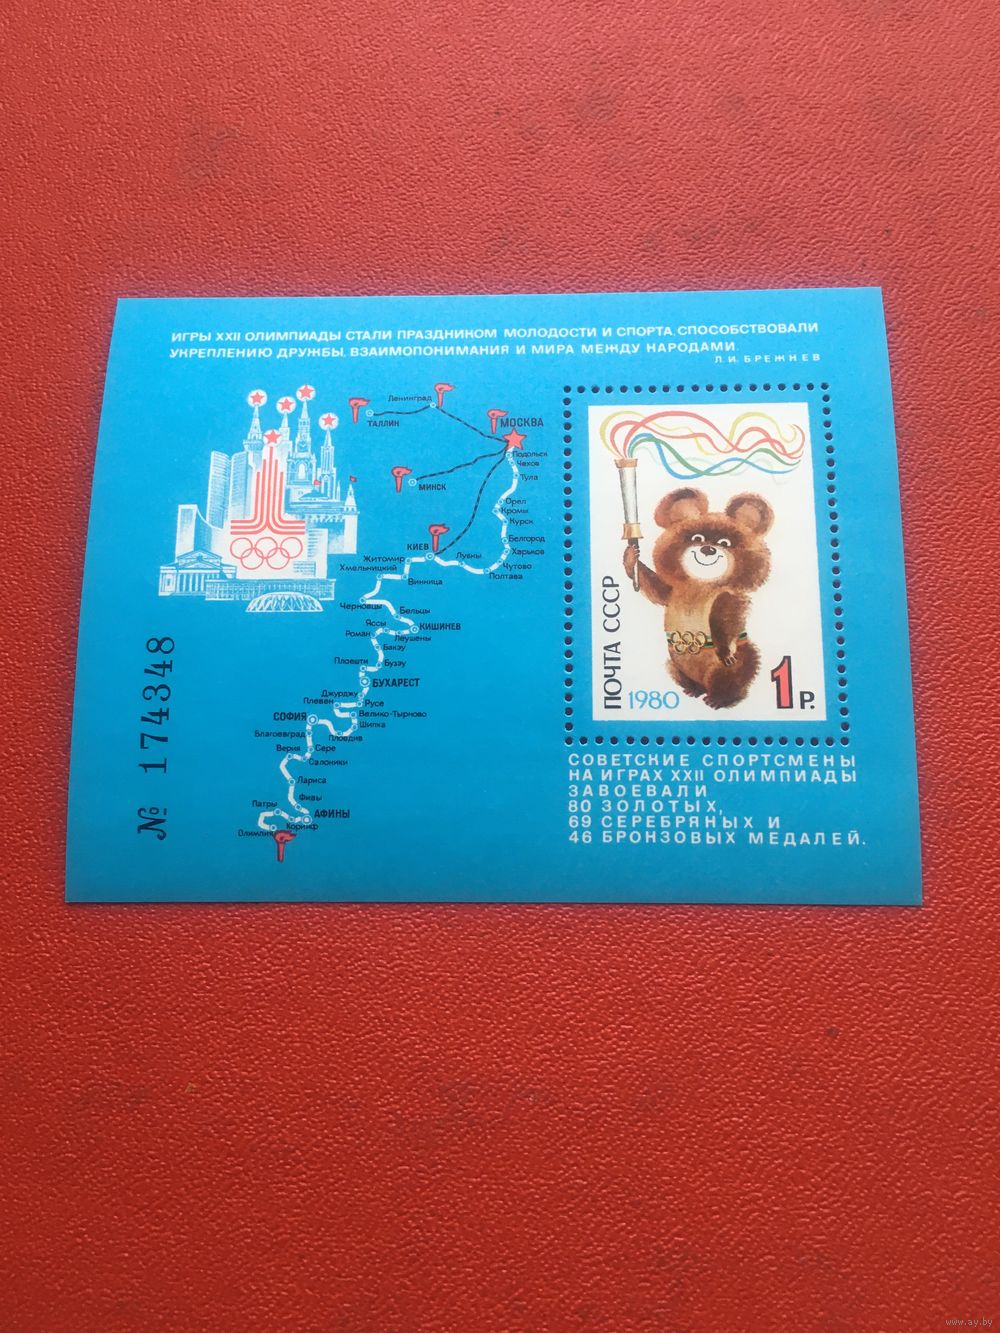 ИГРЫ XXII ОЛИМПИАДЫ СТАЛИ ПРАЗДНИКОМ МОЛОДОСТИ И СПОРТА, СПОСОБСТВОВАЛИ
УКРЕПЛЕНИЮ ДРУЖБЫ, ВЗАИМОПОНИМАНИЯ И МИРА МЕЖДУ НАРОДАМИ.
Л. И. БРЕЖНЕВ
Ленинград
ТАЛЛИН
МОСКВА
Подольск
Чехов
Тула
МИНСК
Орел
Кромы
Курск
Белгород
Харьков
КИЕВ
Лубны
Чутово
Полтава
Житомир
Хмельницкий
Винница
Черновцы
Бельцы
Яссы
КИШИНЕВ
Роман
Леушены
Бакэу
Плоешти
Бузэу
БУХАРЕСТ
Джурджу
Плевен
Русе
Велико-Тырново
СОФИЯ
Шипка
Благоевград
Пловдив
Верия
Сере
Салоники
Лариса
Фивы
Патры
АФИНЫ
Коринф
Олимпия
№ 174348
ПОЧТА СССР
1980
1 Р.
СОВЕТСКИЕ СПОРТСМЕНЫ
НА ИГРАХ XXII ОЛИМПИАДЫ
ЗАВОЕВАЛИ
80 ЗОЛОТЫХ,
69 СЕРЕБРЯНЫХ И
46 БРОНЗОВЫХ МЕДАЛЕЙ.
www.ay.by